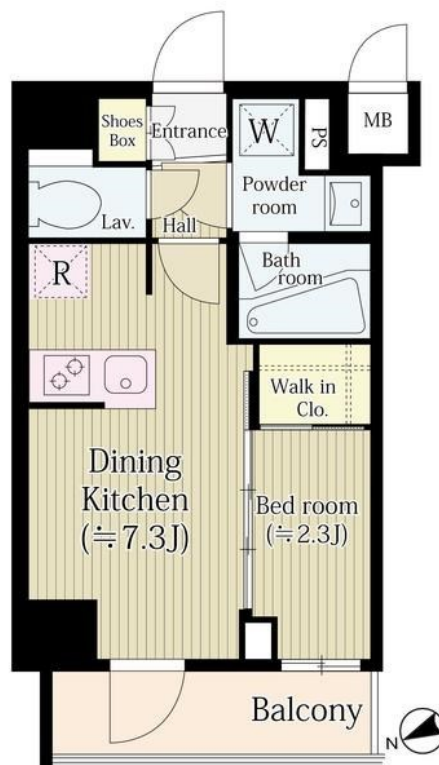 Shoes
Box
Entrance
W
PS
MB
Powder
room
Lav.
Hall
R
Bath
room
Walk in
Clo.
Dining
Kitchen
(≒7.3J)
Bed room
(≒2.3J)
Balcony
N